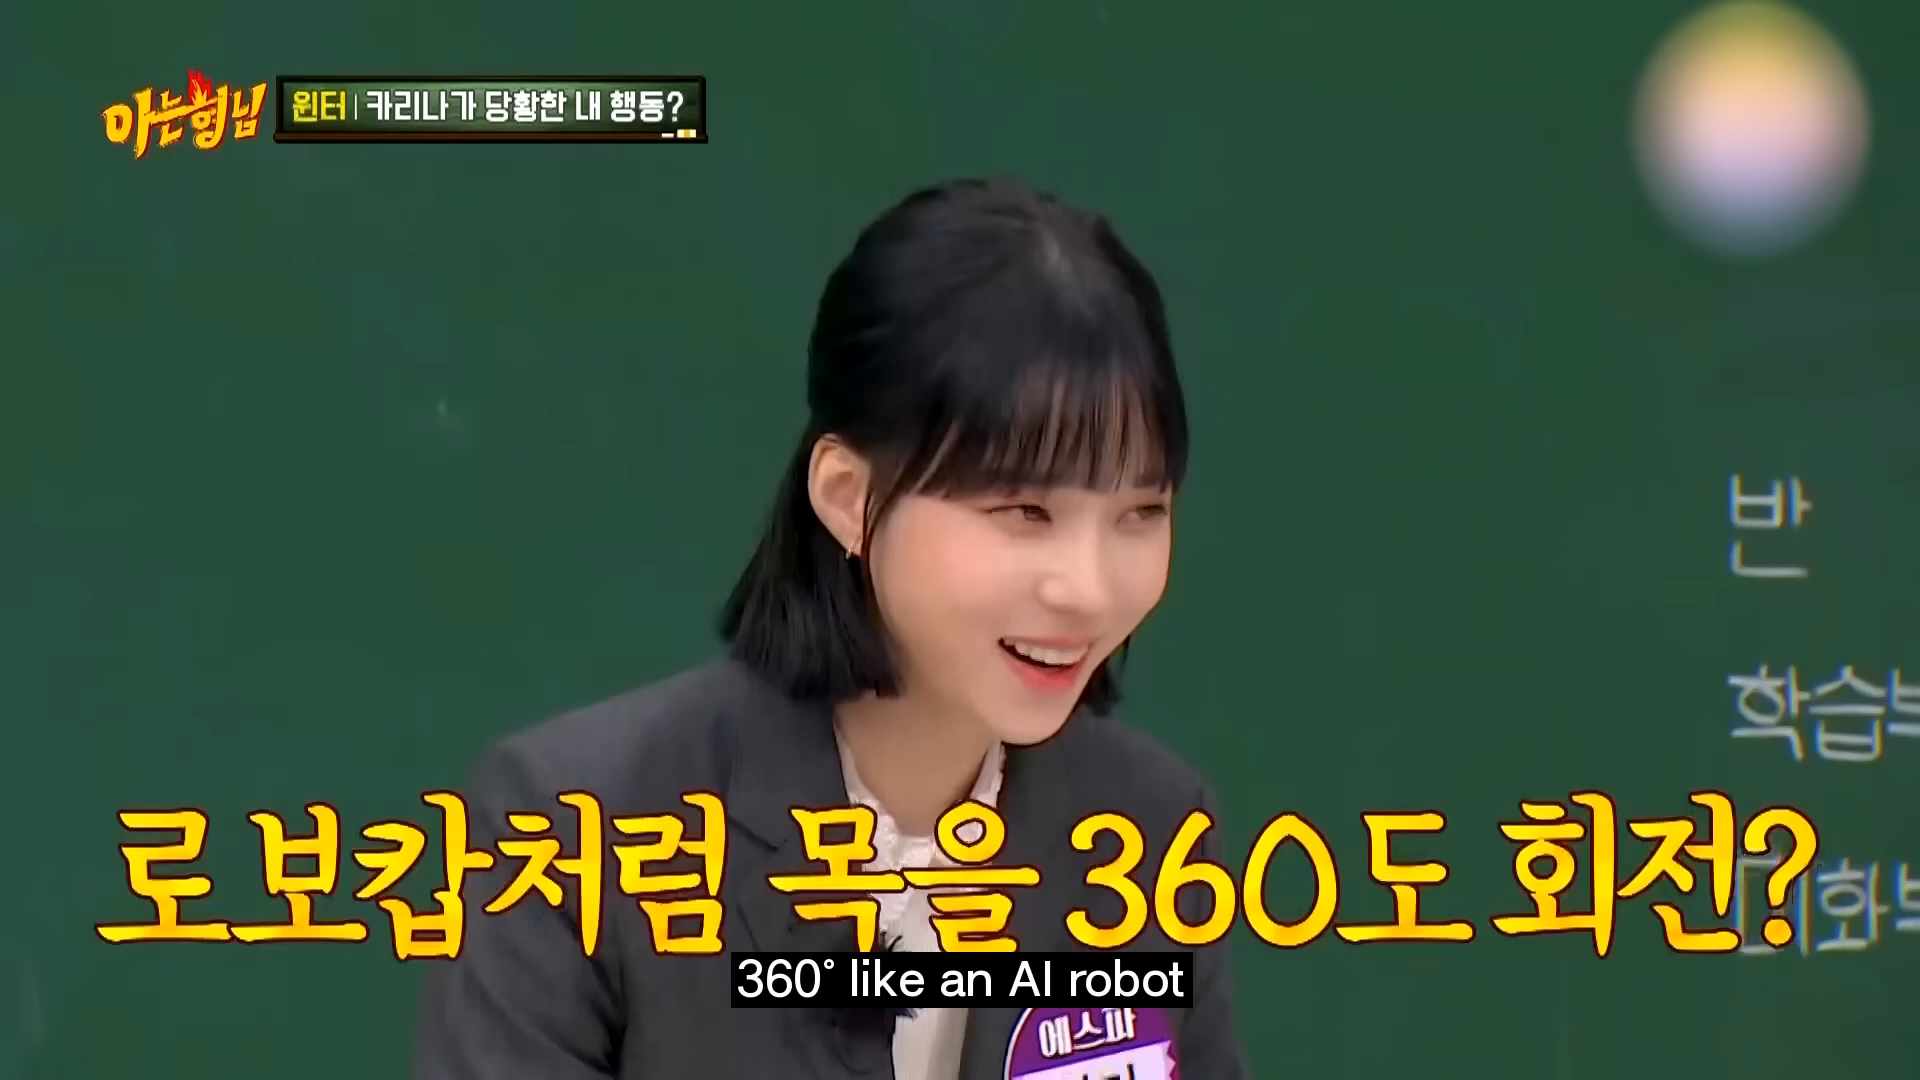 아는형님
윈터 | 카리나가 당황한 내 행동?
반
학습부
로보캅처럼 목을 360도 회전?
360° like an AI robot
에스파